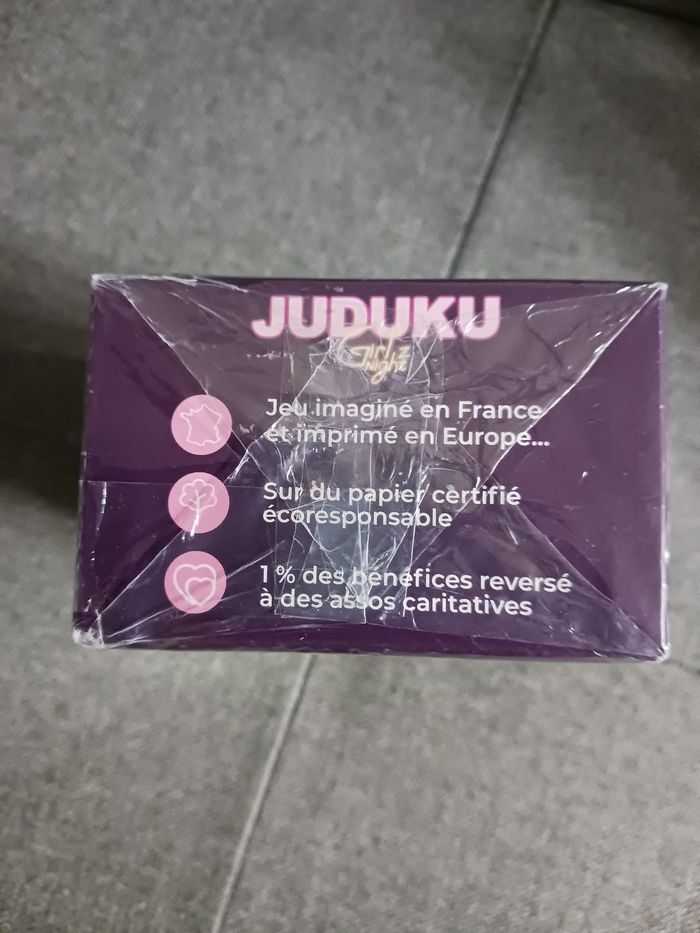 JUDUKU
Girlz
Night
Jeu imaginé en France
et imprimé en Europe...
Sur du papier certifié
écoresponsable
1 % des bénéfices reversé
à des assos caritatives